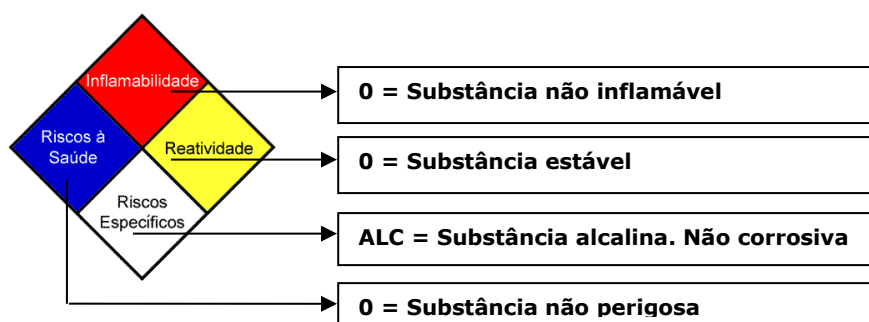 Inflamabilidade
0 = Substância não inflamável
Riscos à
Saúde
Reatividade
0 = Substância estável
Riscos
Específicos
ALC = Substância alcalina. Não corrosiva
0 = Substância não perigosa